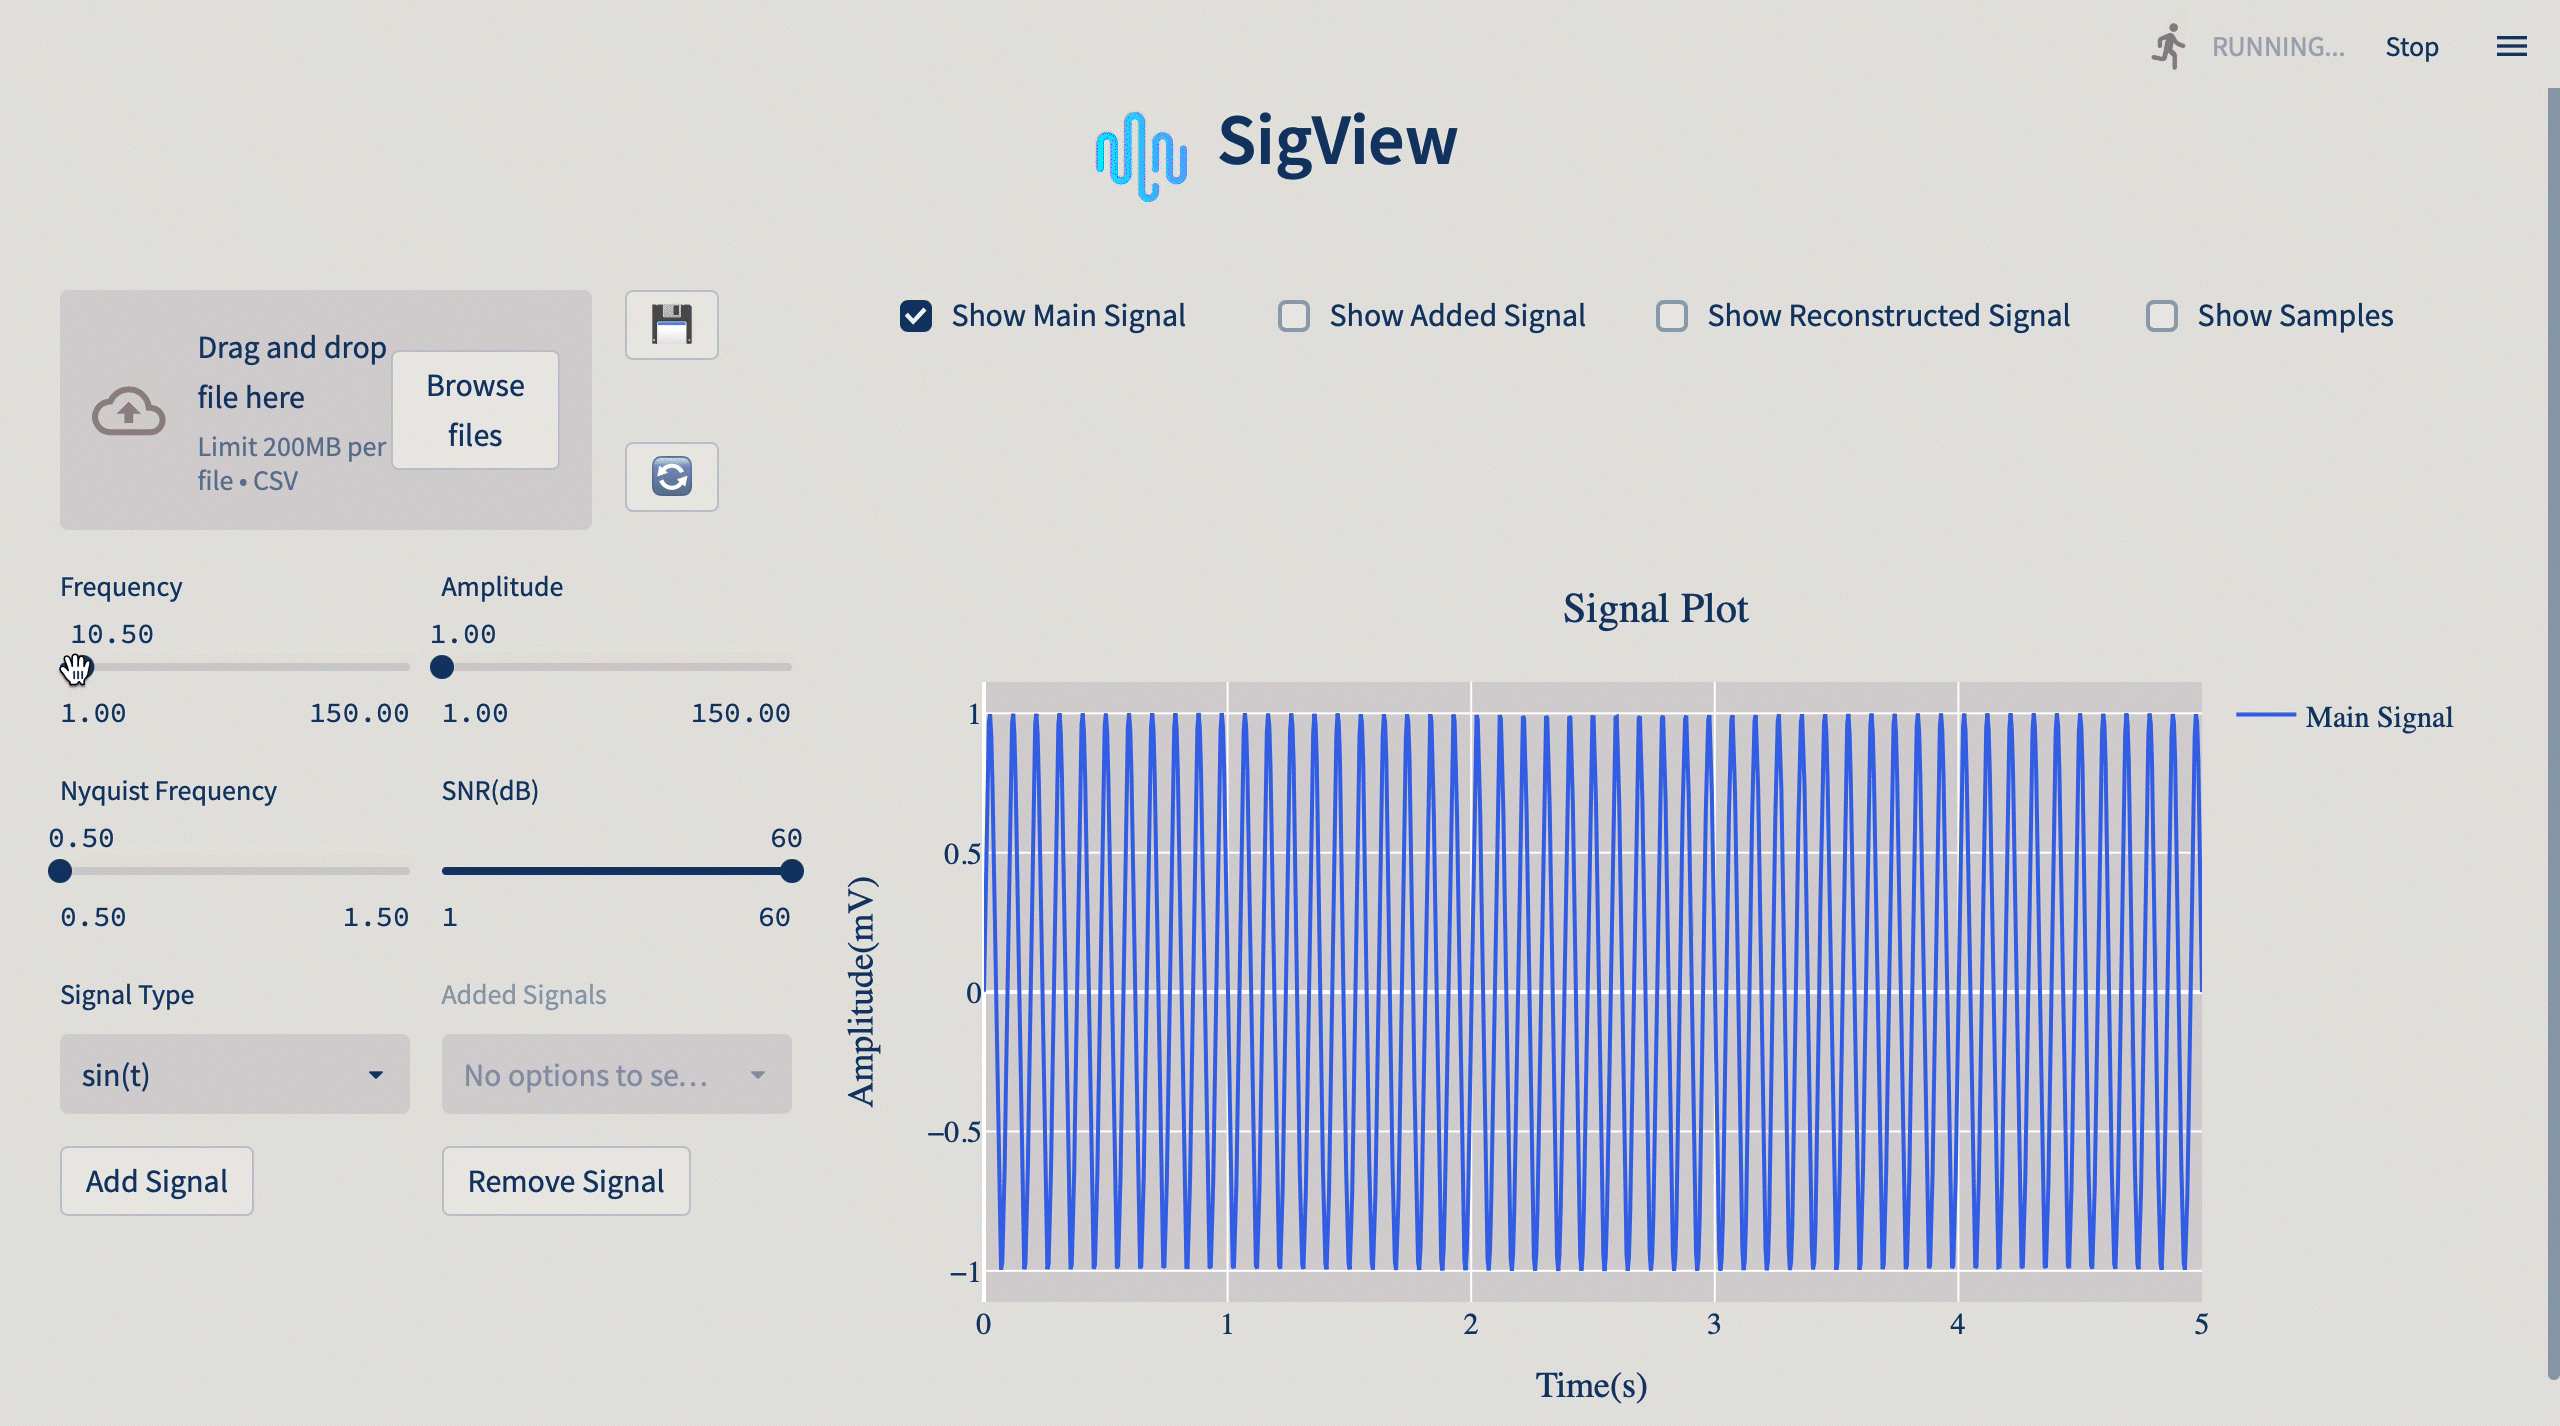 RUNNING...
Stop
SigView
Drag and drop
file here
Limit 200MB per
file • CSV
Browse
files
Show Main Signal
Show Added Signal
Show Reconstructed Signal
Show Samples
Frequency
10.50
1.00
150.00
Amplitude
1.00
1.00
150.00
Nyquist Frequency
0.50
0.50
1.50
SNR(dB)
60
1
60
Signal Type
sin(t)
Added Signals
No options to se...
Add Signal
Remove Signal
Signal Plot
Amplitude(mV)
1
0.5
0
−0.5
−1
0
1
2
3
4
5
Time(s)
Main Signal